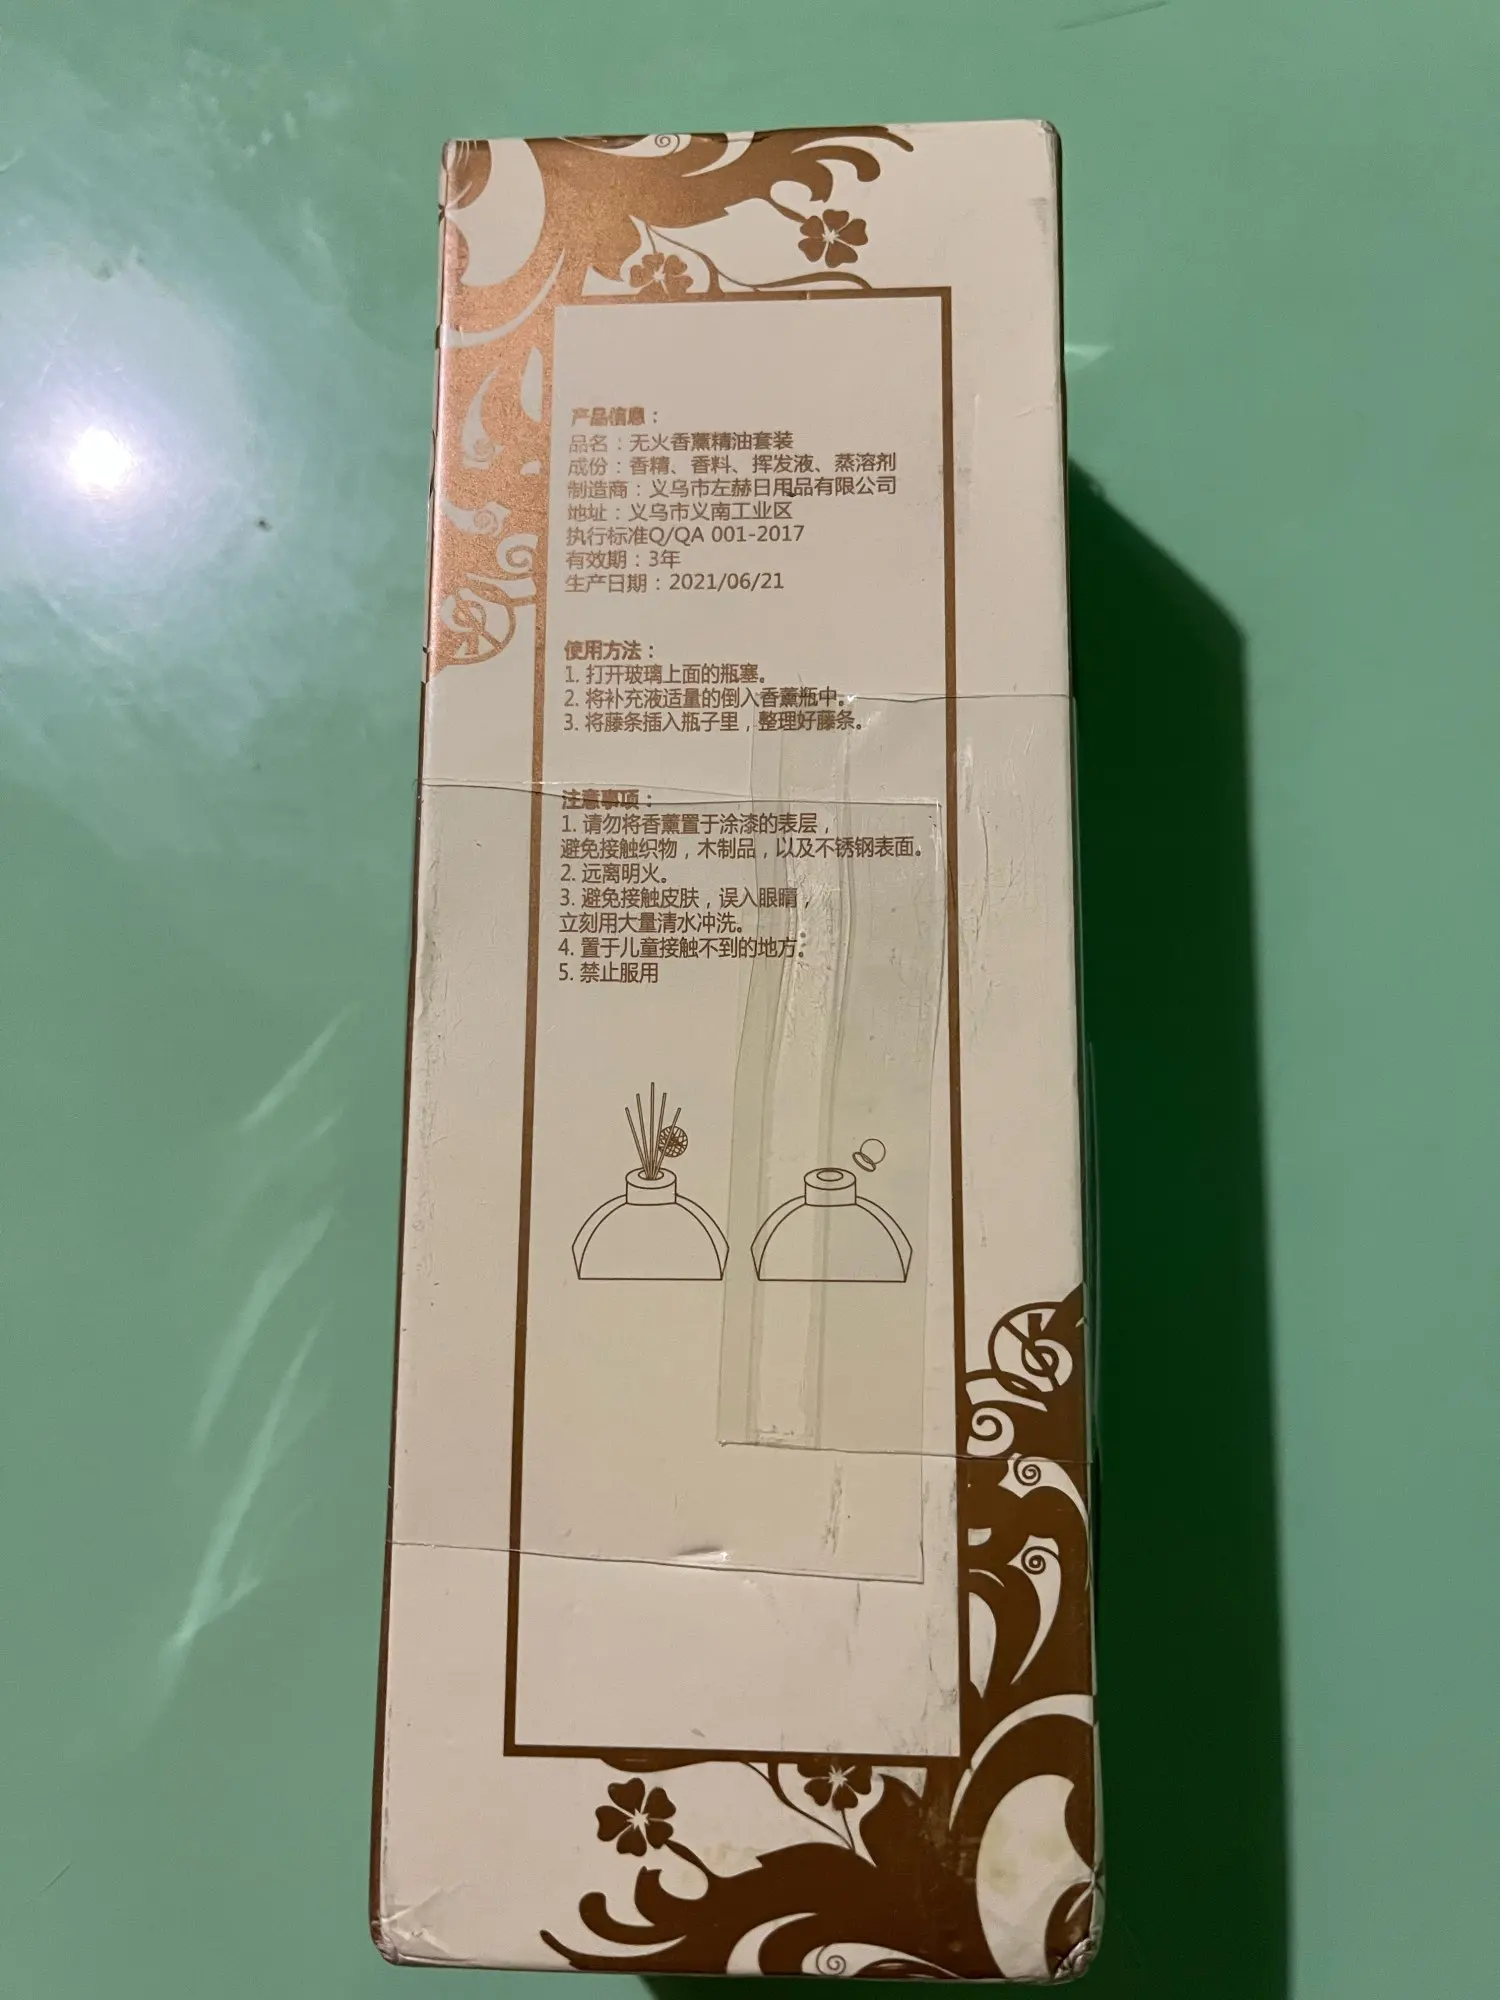 产品信息：
品名：无火香薰精油套装
成份：香精、香料、挥发液、蒸溶剂
制造商：义乌市左赫日用品有限公司
地址：义乌市义南工业区
执行标准Q/QA 001-2017
有效期：3年
生产日期：2021/06/21
使用方法：
1. 打开玻璃上面的瓶塞。
2. 将补充液适量的倒入香薰瓶中。
3. 将藤条插入瓶子里，整理好藤条。
注意事项：
1. 请勿将香薰置于涂漆的表层，
避免接触织物，木制品，以及不锈钢表面。
2. 远离明火。
3. 避免接触皮肤，误入眼睛，
立刻用大量清水冲洗。
4. 置于儿童接触不到的地方。
5. 禁止服用